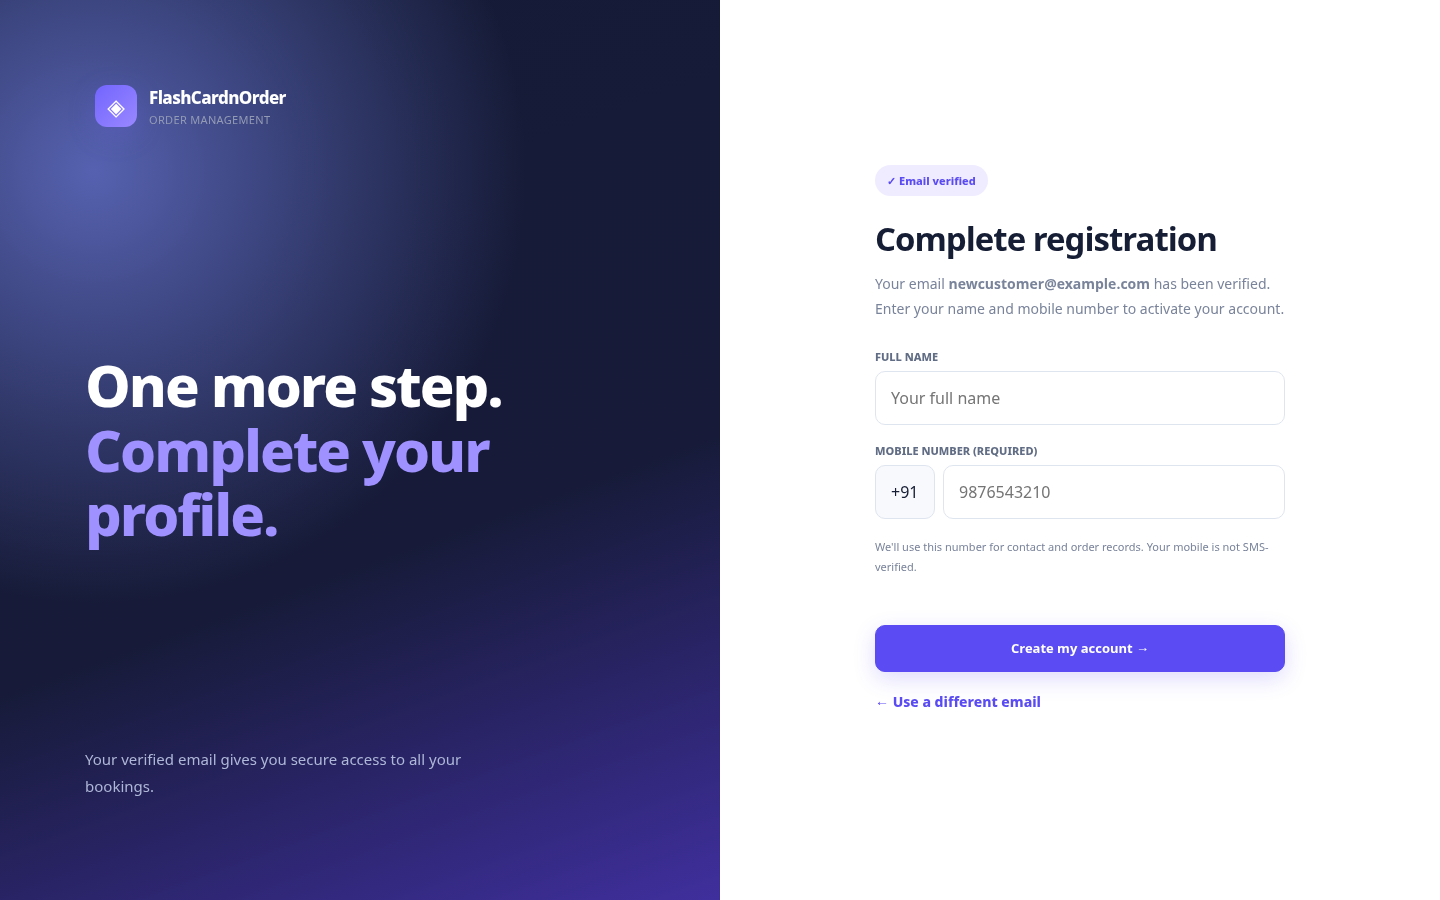 FlashCardnOrder
ORDER MANAGEMENT
One more step.
Complete your
profile.
Your verified email gives you secure access to all your
bookings.
✓ Email verified
Complete registration
Your email newcustomer@example.com has been verified.
Enter your name and mobile number to activate your account.
FULL NAME
Your full name
MOBILE NUMBER (REQUIRED)
+91 9876543210
We'll use this number for contact and order records. Your mobile is not SMS-
verified.
Create my account →
← Use a different email